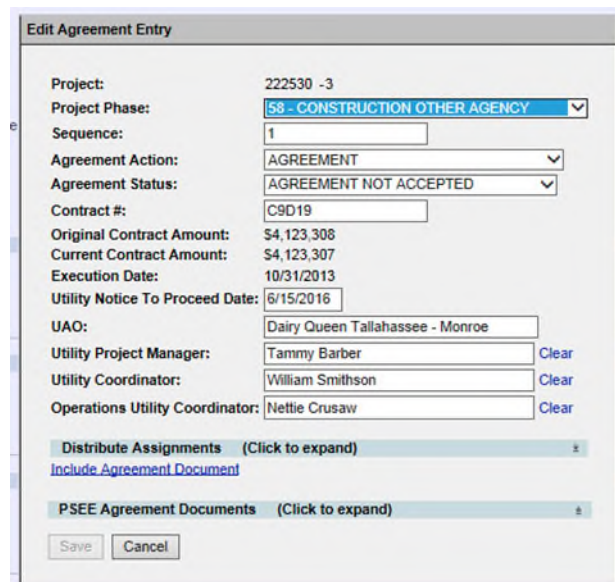 Edit Agreement Entry
Project: 222530 -3
Project Phase: 58 - CONSTRUCTION OTHER AGENCY
Sequence: 1
Agreement Action: AGREEMENT
Agreement Status: AGREEMENT NOT ACCEPTED
Contract #: C9D19
Original Contract Amount: $4,123,308
Current Contract Amount: $4,123,307
Execution Date: 10/31/2013
Utility Notice To Proceed Date: 6/15/2016
UAO: Dairy Queen Tallahassee - Monroe
Utility Project Manager: Tammy Barber Clear
Utility Coordinator: William Smithson Clear
Operations Utility Coordinator: Nettie Crusaw Clear
Distribute Assignments (Click to expand)
Include Agreement Document
PSEE Agreement Documents (Click to expand)
Save Cancel